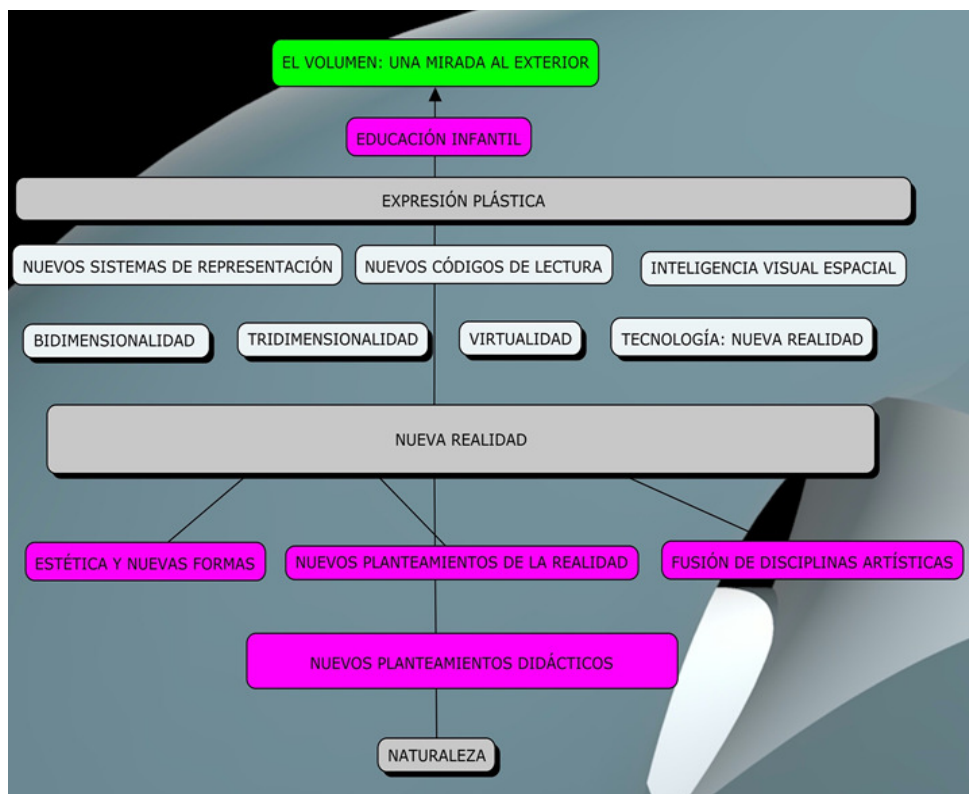 EL VOLUMEN: UNA MIRADA AL EXTERIOR
EDUCACIÓN INFANTIL
EXPRESIÓN PLÁSTICA
NUEVOS SISTEMAS DE REPRESENTACIÓN
NUEVOS CÓDIGOS DE LECTURA
INTELIGENCIA VISUAL ESPACIAL
BIDIMENSIONALIDAD
TRIDIMENSIONALIDAD
VIRTUALIDAD
TECNOLOGÍA: NUEVA REALIDAD
NUEVA REALIDAD
ESTÉTICA Y NUEVAS FORMAS
NUEVOS PLANTEAMIENTOS DE LA REALIDAD
FUSIÓN DE DISCIPLINAS ARTÍSTICAS
NUEVOS PLANTEAMIENTOS DIDÁCTICOS
NATURALEZA